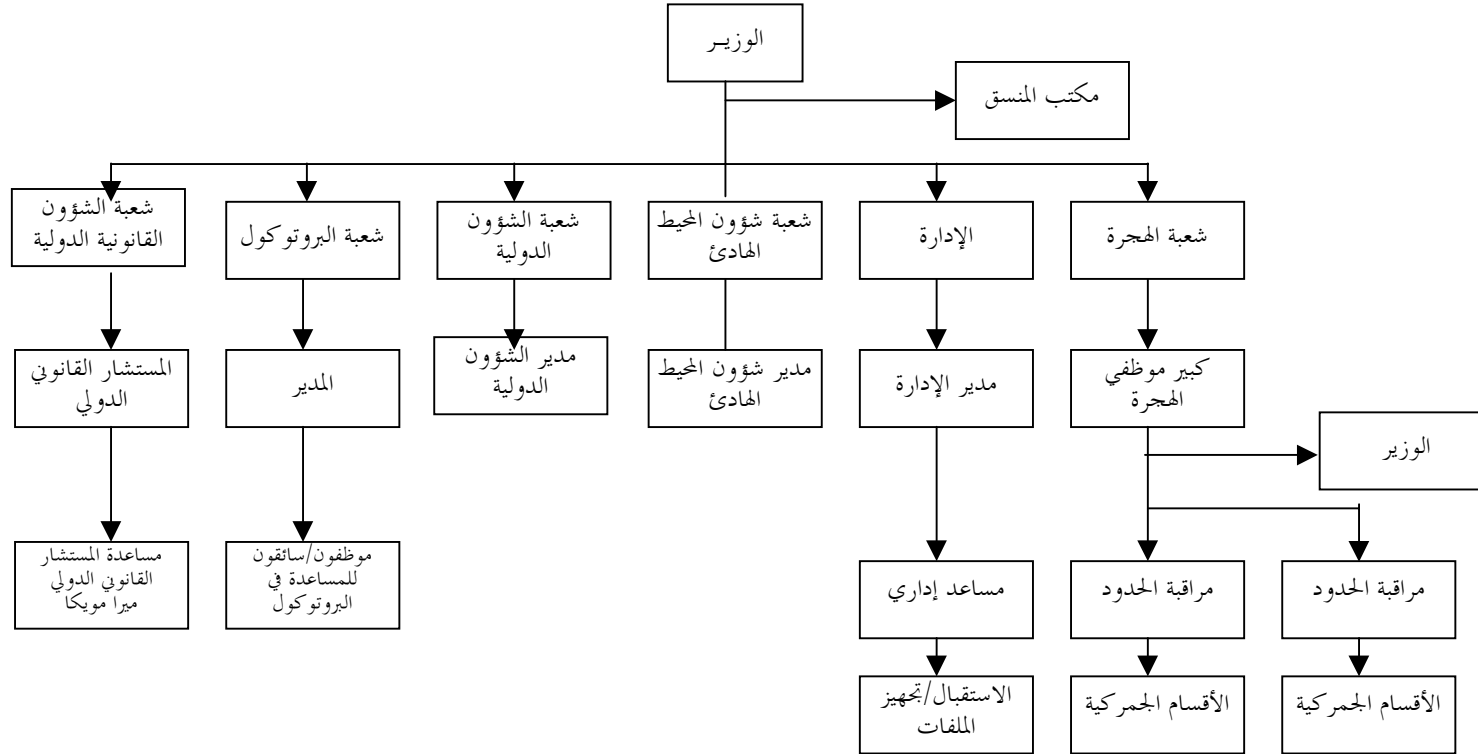 الوزيــر
مكتب المنسق
شعبة الهجرة
الإدارة
شعبة شؤون المحيط
الهادئ
شعبة الشؤون
الدولية
شعبة البروتوكول
شعبة الشؤون
القانونية الدولية
كبير موظفي
الهجرة
مدير الإدارة
مدير شؤون المحيط
الهادئ
مدير الشؤون
الدولية
المدير
المستشار القانوني
الدولي
الوزير
مراقبة الحدود
مراقبة الحدود
مساعد إداري
موظفون/سائقون
للمساعدة في
البروتوكول
مساعدة المستشار
القانوني الدولي
ميرا مويكا
الأقسام الجمركية
الأقسام الجمركية
الاستقبال/تجهيز
الملفات